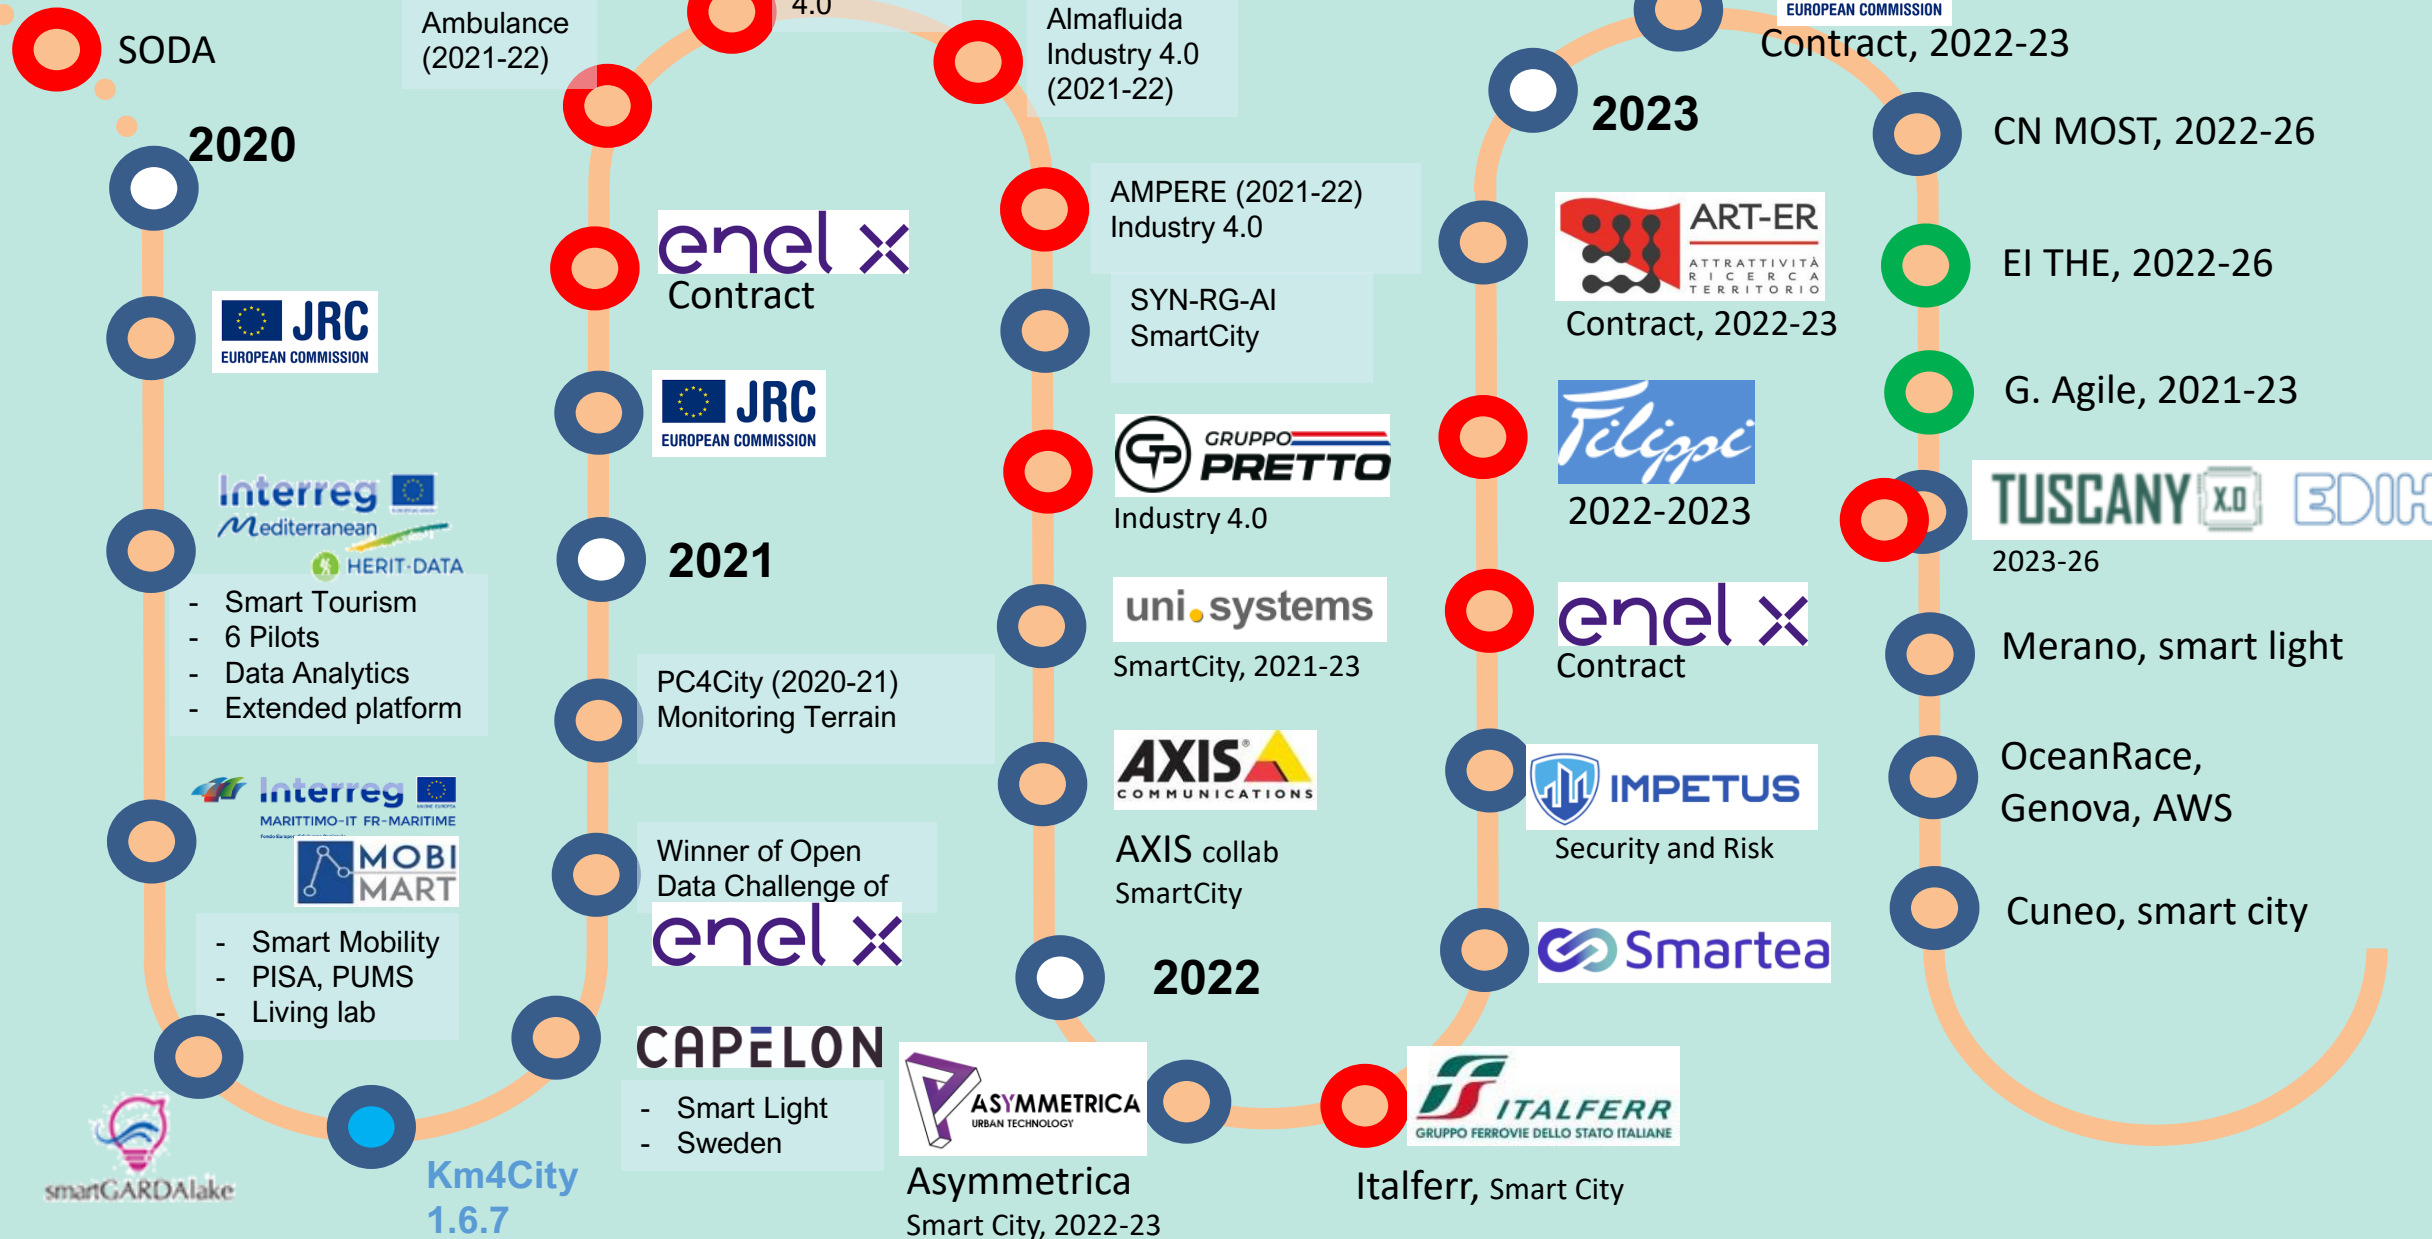 SODA
2020
JRC
EUROPEAN COMMISSION
Interreg
Mediterranean
HERIT-DATA
- Smart Tourism
- 6 Pilots
- Data Analytics
- Extended platform
Interreg
MARITTIMO-IT FR-MARITIME
MOBI
MART
- Smart Mobility
- PISA, PUMS
- Living lab
smartGARDAlake
Km4City
1.6.7
CAPELON
- Smart Light
- Sweden
Winner of Open
Data Challenge of
enel x
PC4City (2020-21)
Monitoring Terrain
2021
JRC
EUROPEAN COMMISSION
enel x
Contract
Ambulance
(2021-22)
4.0
Almafluida
Industry 4.0
(2021-22)
AMPERE (2021-22)
Industry 4.0
SYN-RG-AI
SmartCity
GP
GRUPPO
PRETTO
Industry 4.0
uni.systems
SmartCity, 2021-23
AXIS
COMMUNICATIONS
AXIS collab
SmartCity
2022
ASYMMETRICA
URBAN TECHNOLOGY
Asymmetrica
Smart City, 2022-23
ITALFERR
GRUPPO FERROVIE DELLO STATO ITALIANE
Italferr, Smart City
Smartea
IMPETUS
Security and Risk
enel x
Contract
Filippi
2022-2023
ART-ER
ATTRATTIVITÀ
RICERCA
TERRITORIO
Contract, 2022-23
2023
EUROPEAN COMMISSION
Contract, 2022-23
CN MOST, 2022-26
EI THE, 2022-26
G. Agile, 2021-23
TUSCANY X.0 EDIH
2023-26
Merano, smart light
OceanRace,
Genova, AWS
Cuneo, smart city